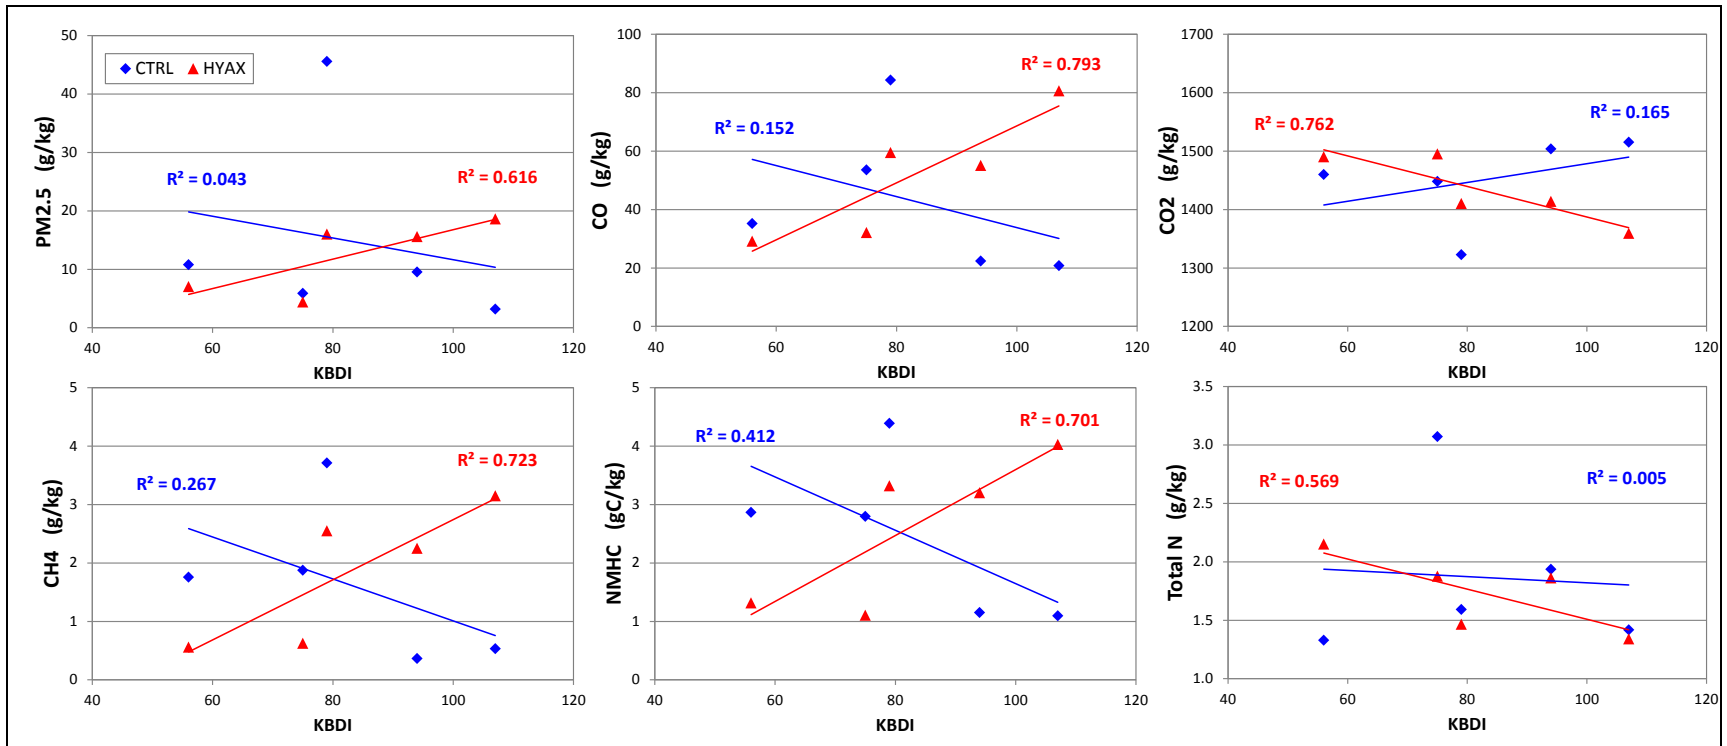 PM2.5 (g/kg)
50
40
30
20
10
0
CTRL HYAX
R² = 0.043
R² = 0.616
40 60 80 100 120
KBDI
CO (g/kg)
100
80
60
40
20
0
R² = 0.152
R² = 0.793
40 60 80 100 120
KBDI
CO2 (g/kg)
1700
1600
1500
1400
1300
1200
R² = 0.762
R² = 0.165
40 60 80 100 120
KBDI
CH4 (g/kg)
5
4
3
2
1
0
R² = 0.267
R² = 0.723
40 60 80 100 120
KBDI
NMHC (gC/kg)
5
4
3
2
1
0
R² = 0.412
R² = 0.701
40 60 80 100 120
KBDI
Total N (g/kg)
3.5
3.0
2.5
2.0
1.5
1.0
R² = 0.569
R² = 0.005
40 60 80 100 120
KBDI